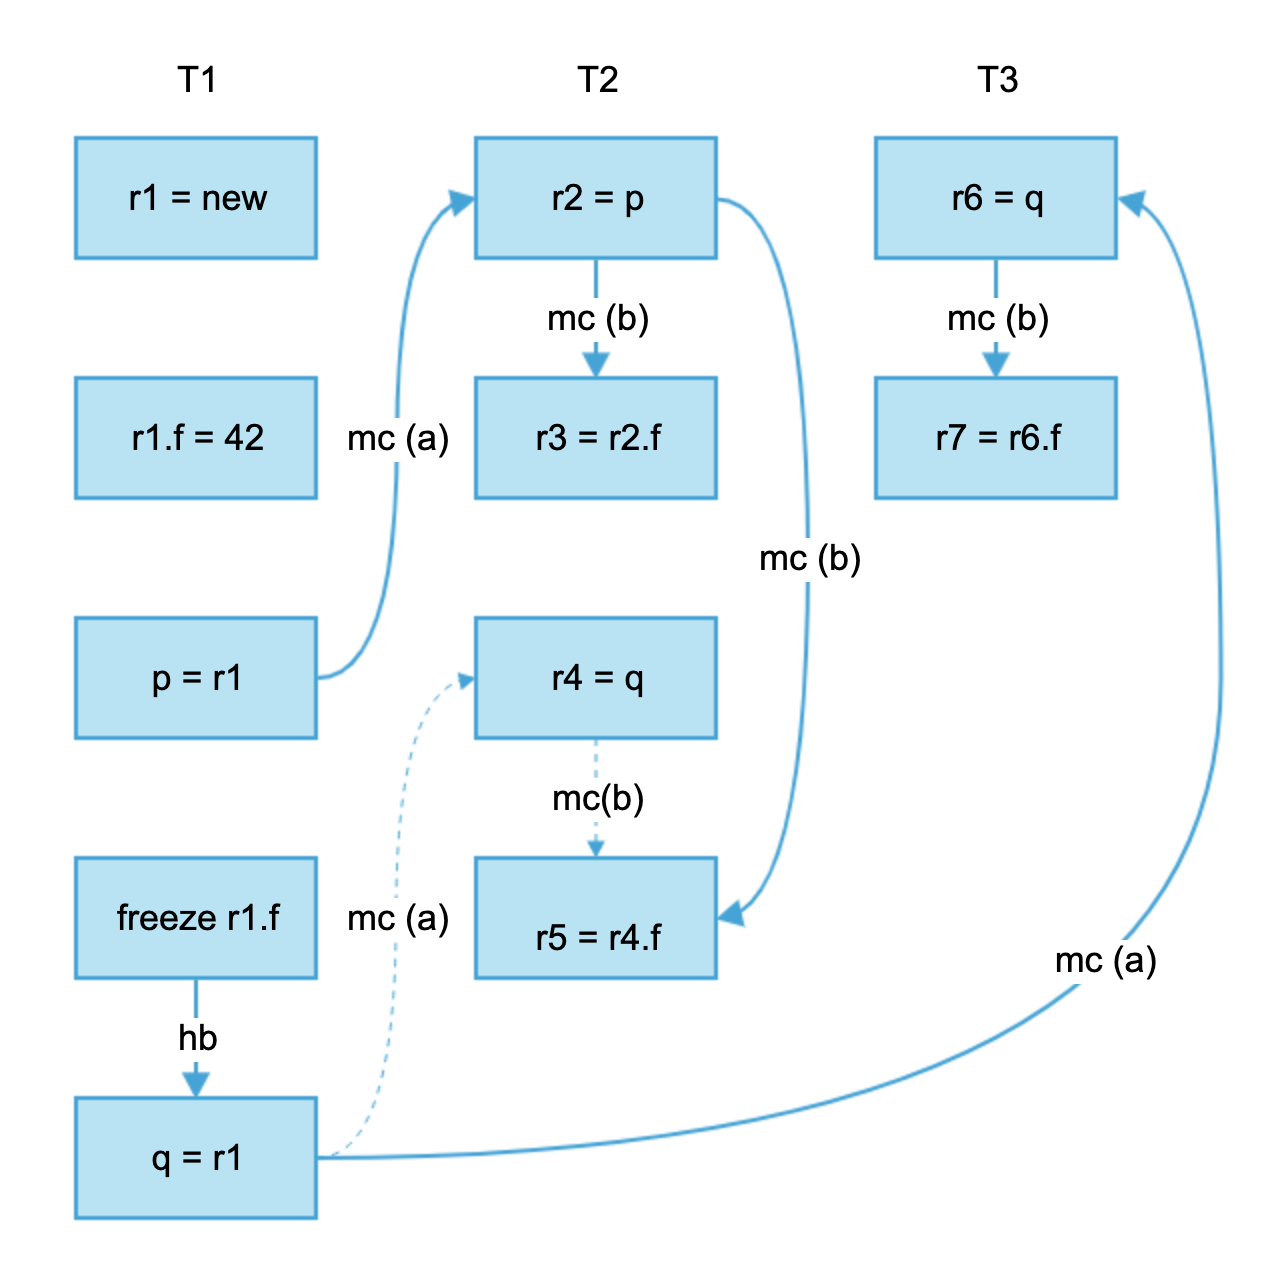 T1
T2
T3
r1 = new
r2 = p
r6 = q
mc (b)
mc (b)
r1.f = 42
mc (a)
r3 = r2.f
r7 = r6.f
mc (b)
p = r1
r4 = q
mc(b)
freeze r1.f
mc (a)
r5 = r4.f
mc (a)
hb
q = r1